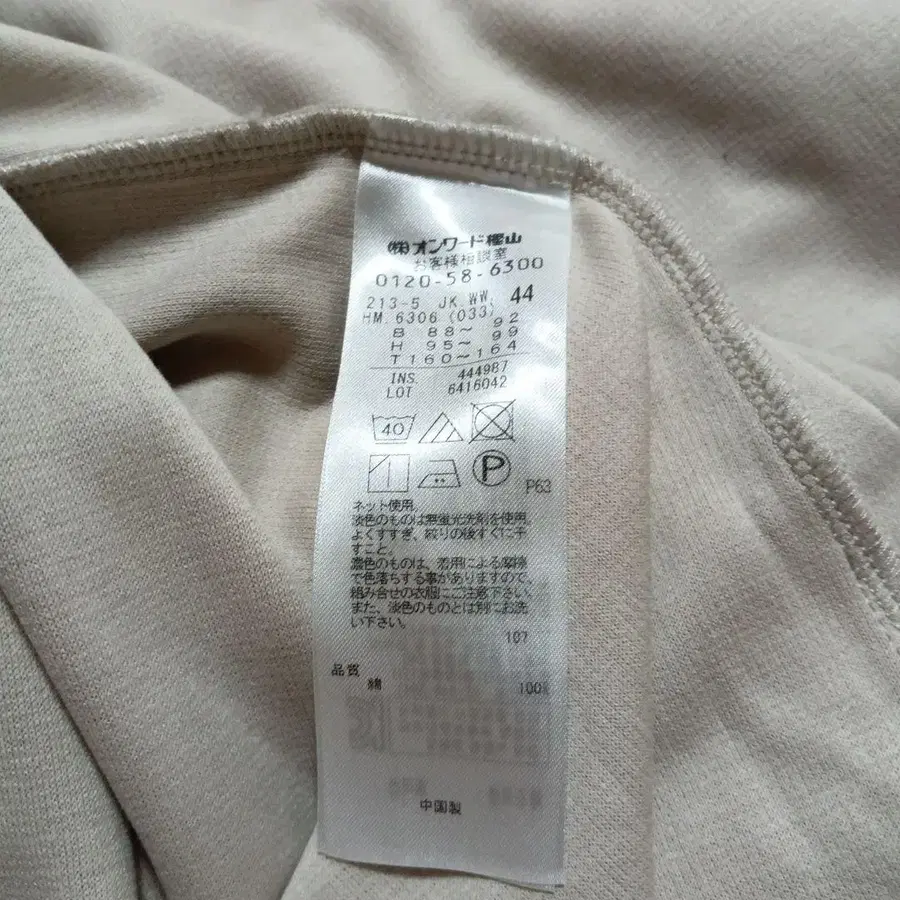 ㈱オンワード樫山
お客様相談室
0120-58-6300
213-5 JK.WW, 44
HM.6306 (033)
B 88～ 92
H 95～ 99
T160～164
INS. 444987
LOT 6416042
40
P
P63
ネット使用。
淡色のものは無蛍光洗剤を使用。
よくすすぎ、絞りの後すぐに干
すこと。
濃色のものは、着用による摩擦
で色落ちする事がありますので、
組み合せの衣服にご注意下さい。
また、淡色のものとは別にお洗
い下さい。
107
品質
綿 100%
中国製